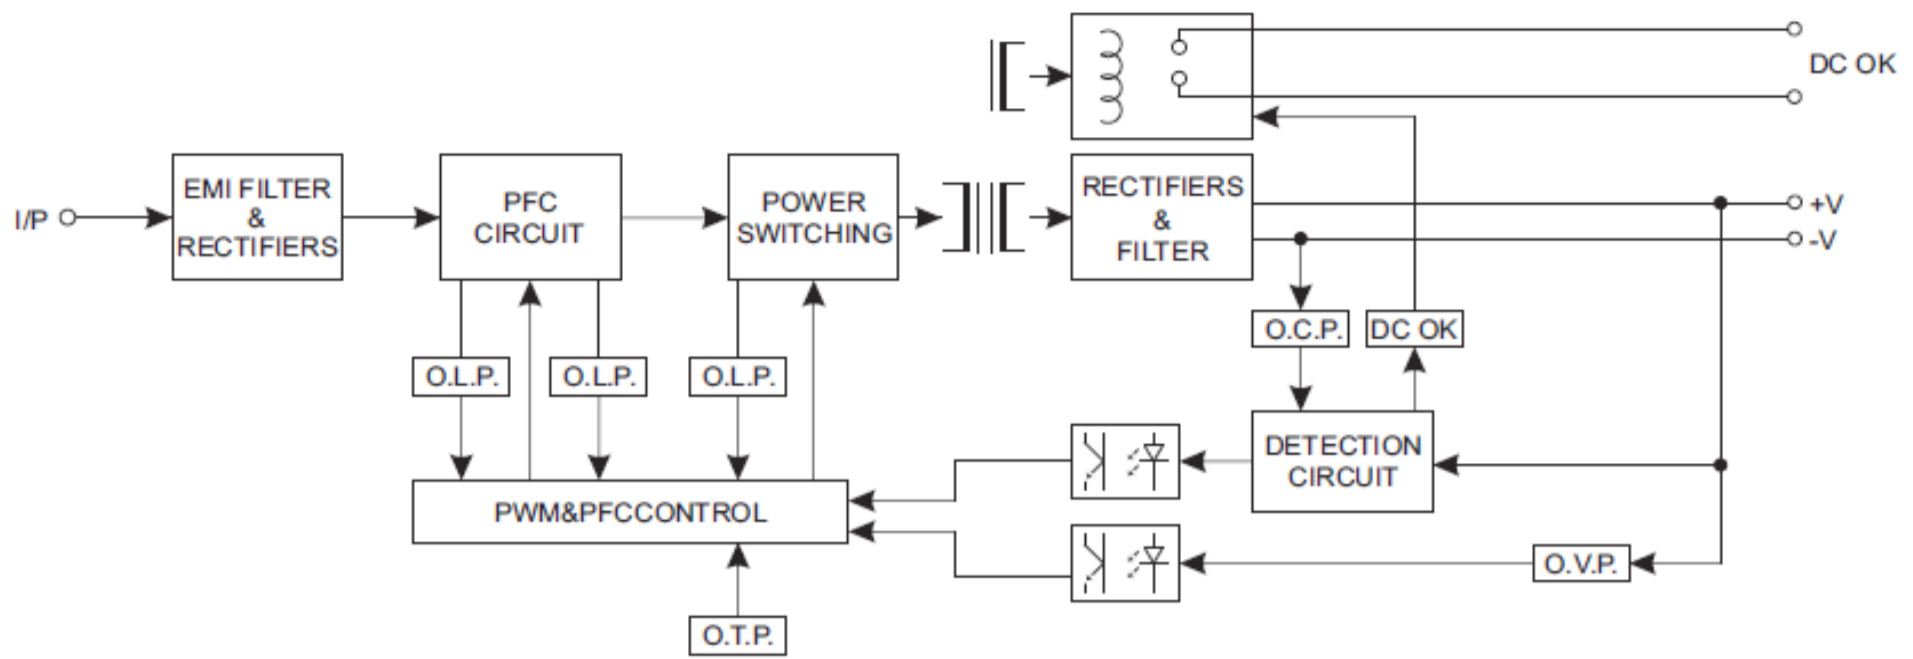 DC OK
I/P
EMI FILTER
&
RECTIFIERS
PFC
CIRCUIT
POWER
SWITCHING
RECTIFIERS
&
FILTER
+V
-V
O.C.P.
DC OK
O.L.P.
O.L.P.
O.L.P.
DETECTION
CIRCUIT
PWM&PFCCONTROL
O.V.P.
O.T.P.